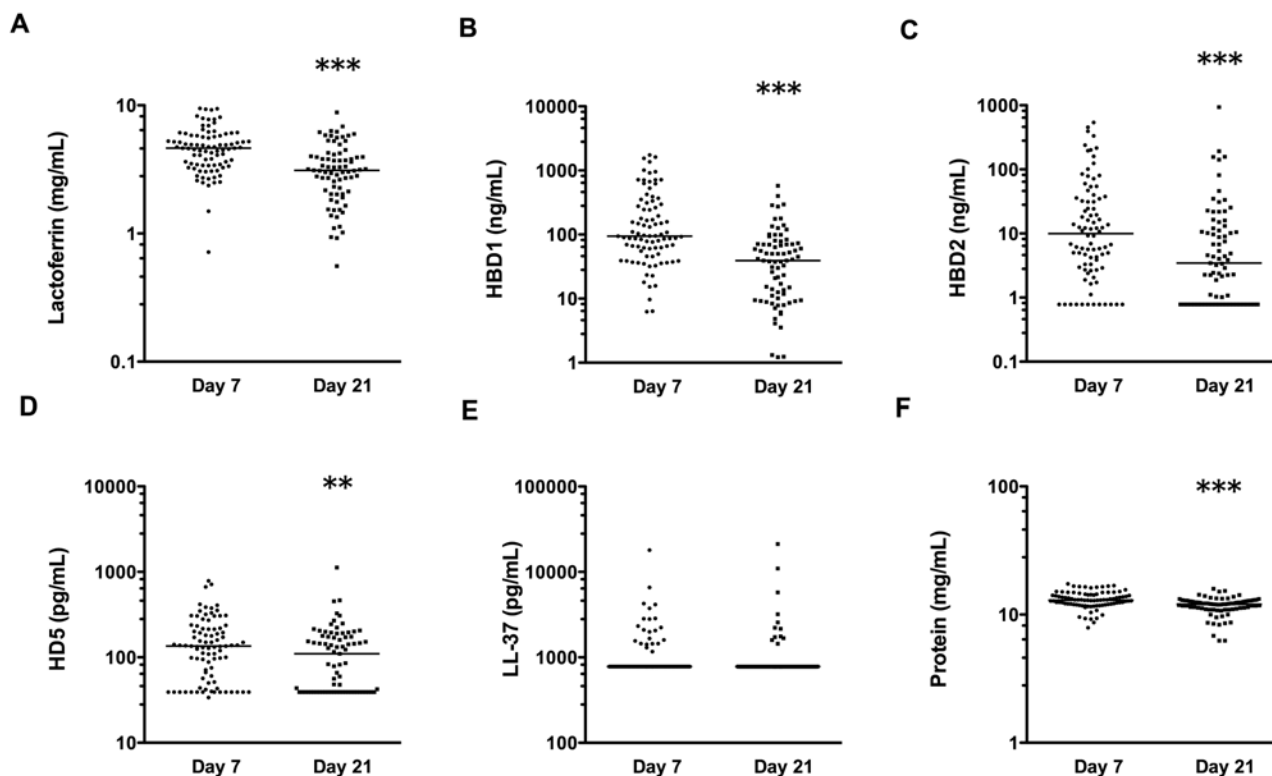 A
Lactoferrin (mg/mL)
10
1
0.1
***
Day 7
Day 21
B
HBD1 (ng/mL)
10000
1000
100
10
1
***
Day 7
Day 21
C
HBD2 (ng/mL)
1000
100
10
1
0.1
***
Day 7
Day 21
D
HD5 (pg/mL)
10000
1000
100
10
**
Day 7
Day 21
E
LL-37 (pg/mL)
100000
10000
1000
100
Day 7
Day 21
F
Protein (mg/mL)
100
10
1
***
Day 7
Day 21